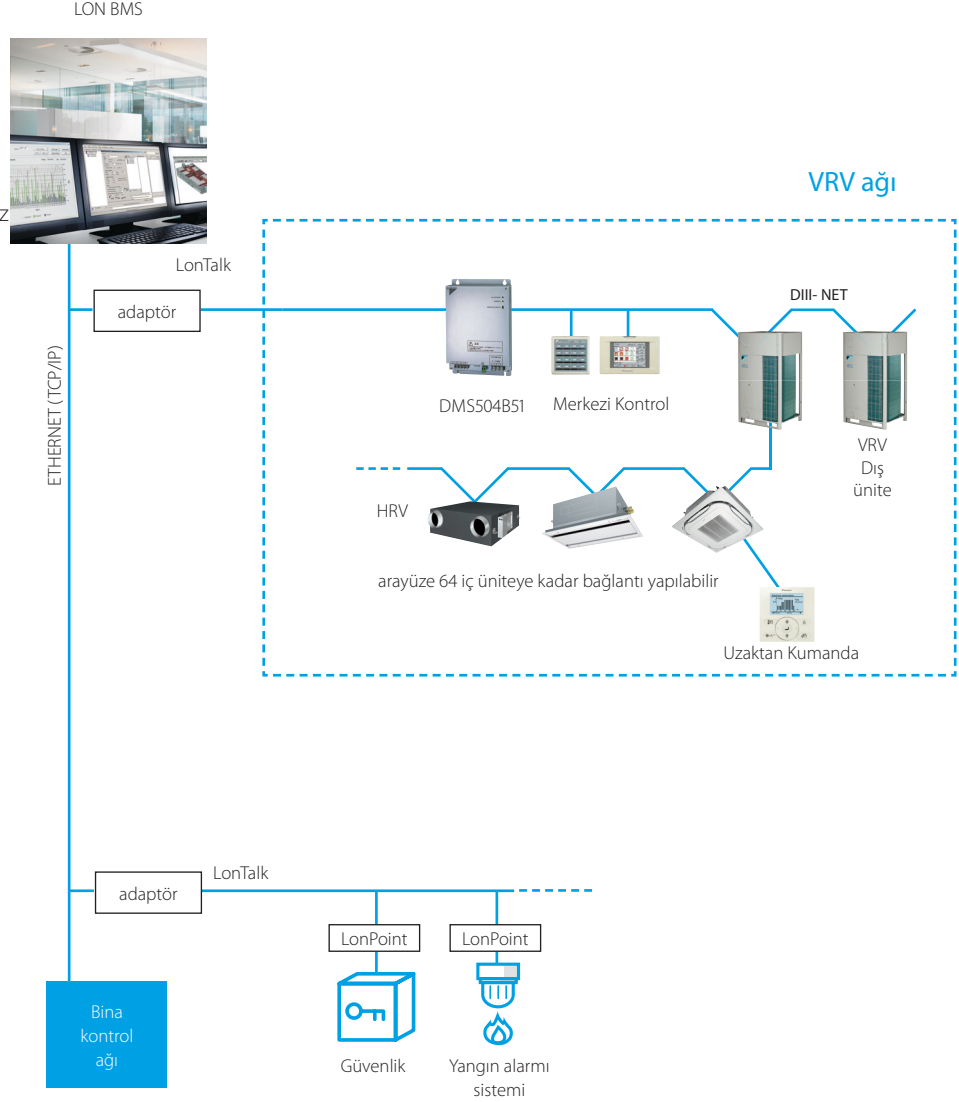 LON BMS
VRV ağı
Z
LonTalk
adaptör
DIII- NET
ETHERNET (TCP/IP)
DMS504B51
Merkezi Kontrol
VRV
Dış
ünite
HRV
arayüze 64 iç üniteye kadar bağlantı yapılabilir
Uzaktan Kumanda
LonTalk
adaptör
LonPoint
LonPoint
Bina
kontrol
ağı
Güvenlik
Yangın alarmı
sistemi